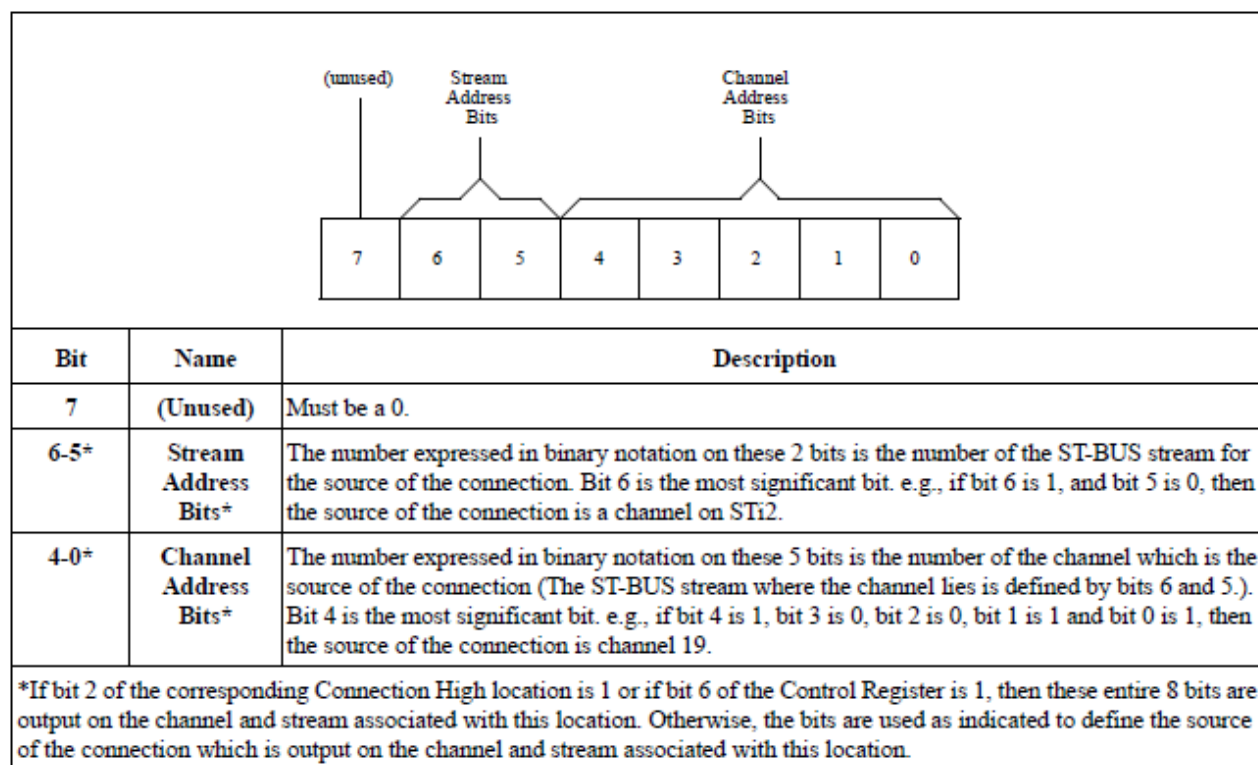 (unused)
Stream
Address
Bits
Channel
Address
Bits
7 6 5 4 3 2 1 0
Bit Name Description
7 (Unused) Must be a 0.
6-5* Stream Address Bits* The number expressed in binary notation on these 2 bits is the number of the ST-BUS stream for
the source of the connection. Bit 6 is the most significant bit. e.g., if bit 6 is 1, and bit 5 is 0, then
the source of the connection is a channel on STi2.
4-0* Channel Address Bits* The number expressed in binary notation on these 5 bits is the number of the channel which is the
source of the connection (The ST-BUS stream where the channel lies is defined by bits 6 and 5.).
Bit 4 is the most significant bit. e.g., if bit 4 is 1, bit 3 is 0, bit 2 is 0, bit 1 is 1 and bit 0 is 1, then
the source of the connection is channel 19.
*If bit 2 of the corresponding Connection High location is 1 or if bit 6 of the Control Register is 1, then these entire 8 bits are
output on the channel and stream associated with this location. Otherwise, the bits are used as indicated to define the source
of the connection which is output on the channel and stream associated with this location.